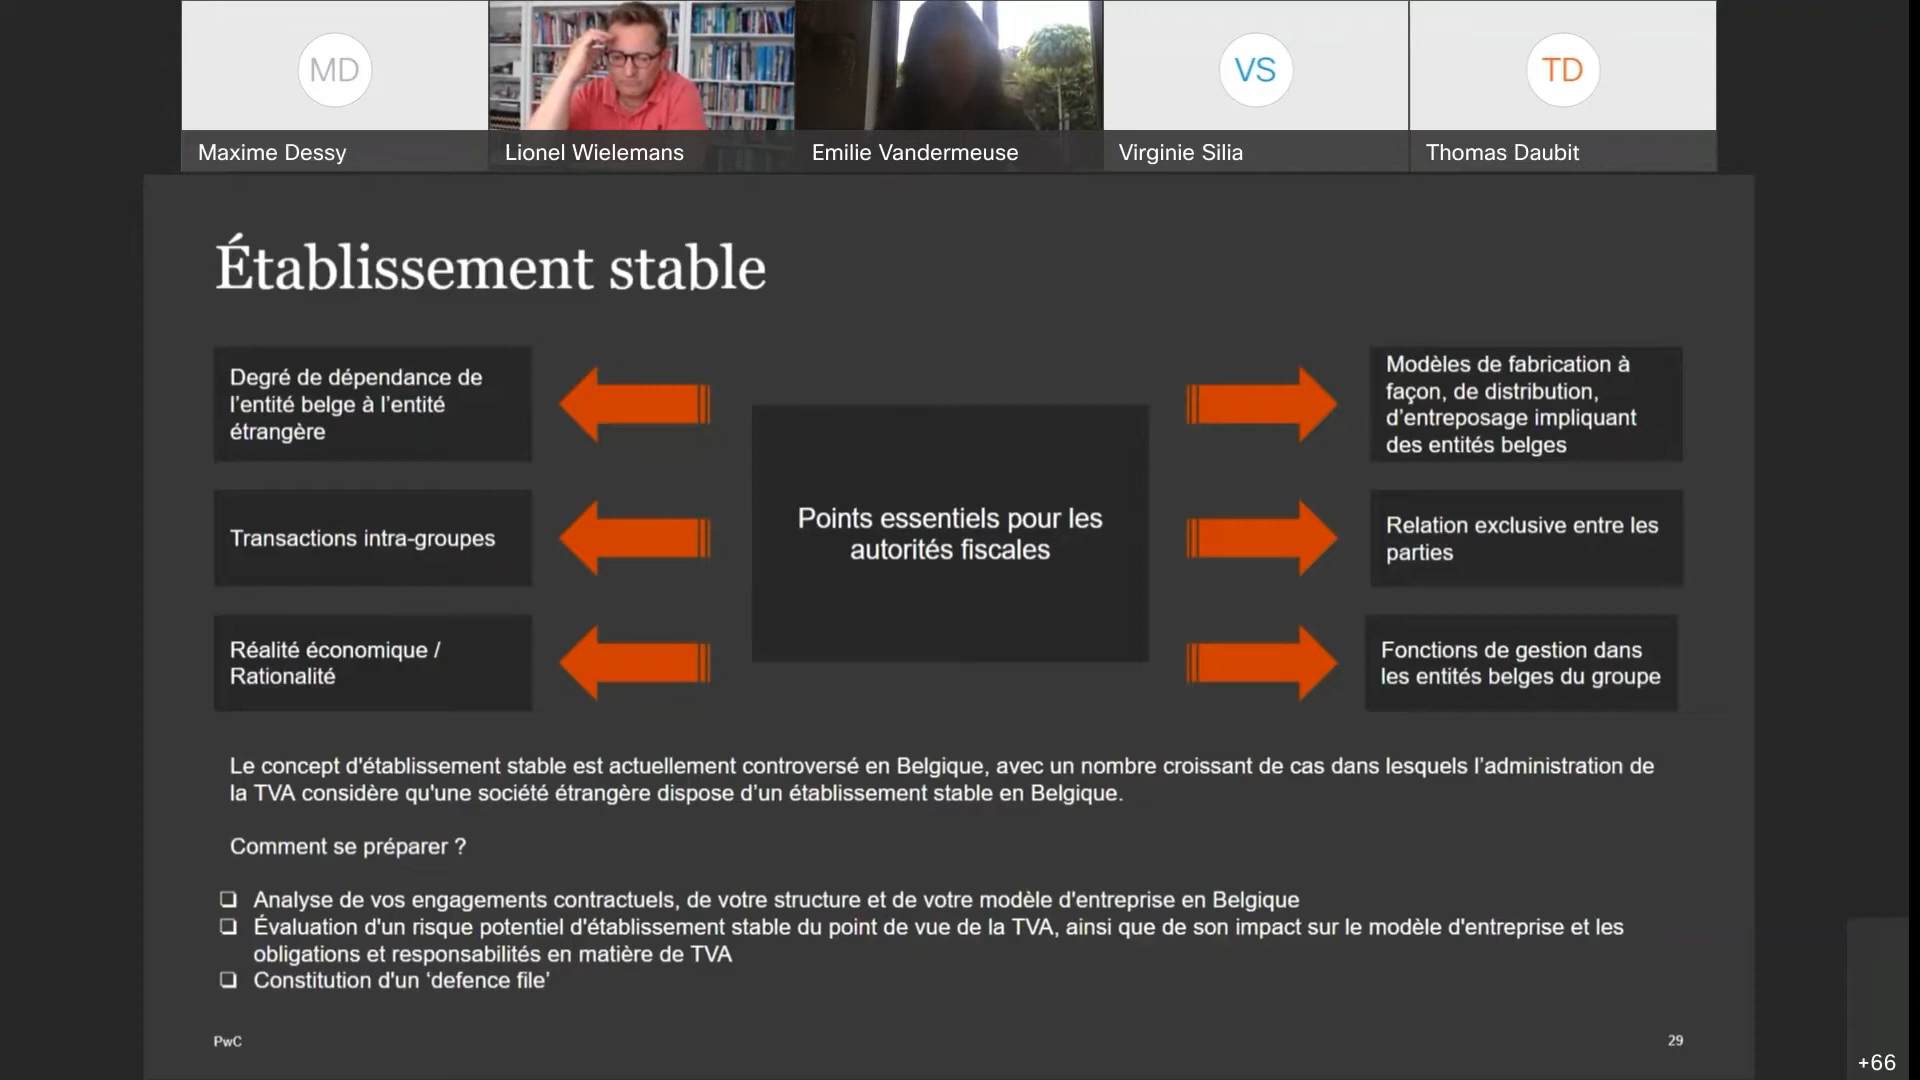 MD
VS
TD
Maxime Dessy
Lionel Wielemans
Emilie Vandermeuse
Virginie Silia
Thomas Daubit
Établissement stable
Degré de dépendance de
l’entité belge à l’entité
étrangère
Transactions intra-groupes
Réalité économique /
Rationalité
Points essentiels pour les
autorités fiscales
Modèles de fabrication à
façon, de distribution,
d’entreposage impliquant
des entités belges
Relation exclusive entre les
parties
Fonctions de gestion dans
les entités belges du groupe
Le concept d'établissement stable est actuellement controversé en Belgique, avec un nombre croissant de cas dans lesquels l’administration de
la TVA considère qu'une société étrangère dispose d’un établissement stable en Belgique.
Comment se préparer ?
❑ Analyse de vos engagements contractuels, de votre structure et de votre modèle d'entreprise en Belgique
❑ Évaluation d'un risque potentiel d'établissement stable du point de vue de la TVA, ainsi que de son impact sur le modèle d'entreprise et les
obligations et responsabilités en matière de TVA
❑ Constitution d'un ‘defence file’
PwC
29
+66